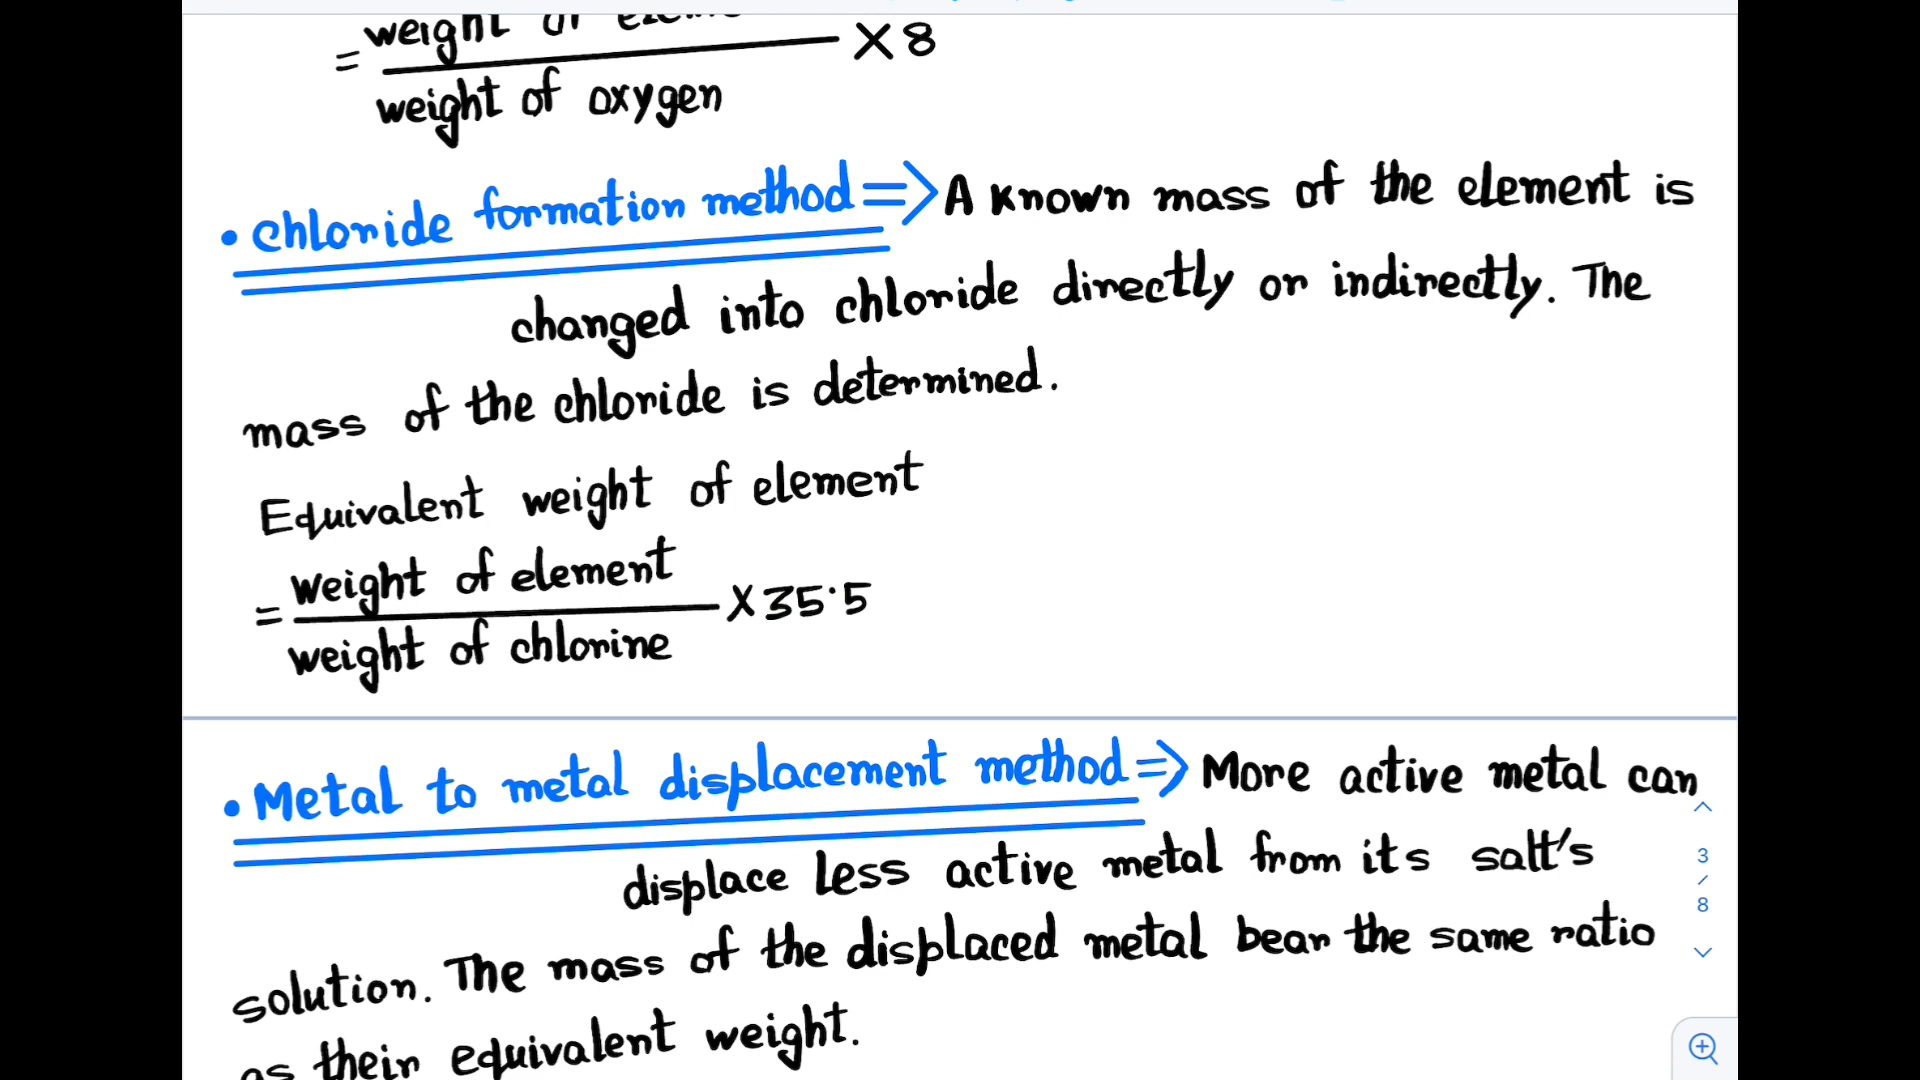 = weight of
× 8
weight of oxygen
• Chloride formation method => A known mass of the element is
changed into chloride directly or indirectly. The
mass of the chloride is determined.
Equivalent weight of element
= weight of element
× 35.5
weight of chlorine
• Metal to metal displacement method => More active metal can
displace less active metal from its salt's
solution. The mass of the displaced metal bear the same ratio
as their equivalent weight.
3
/
8